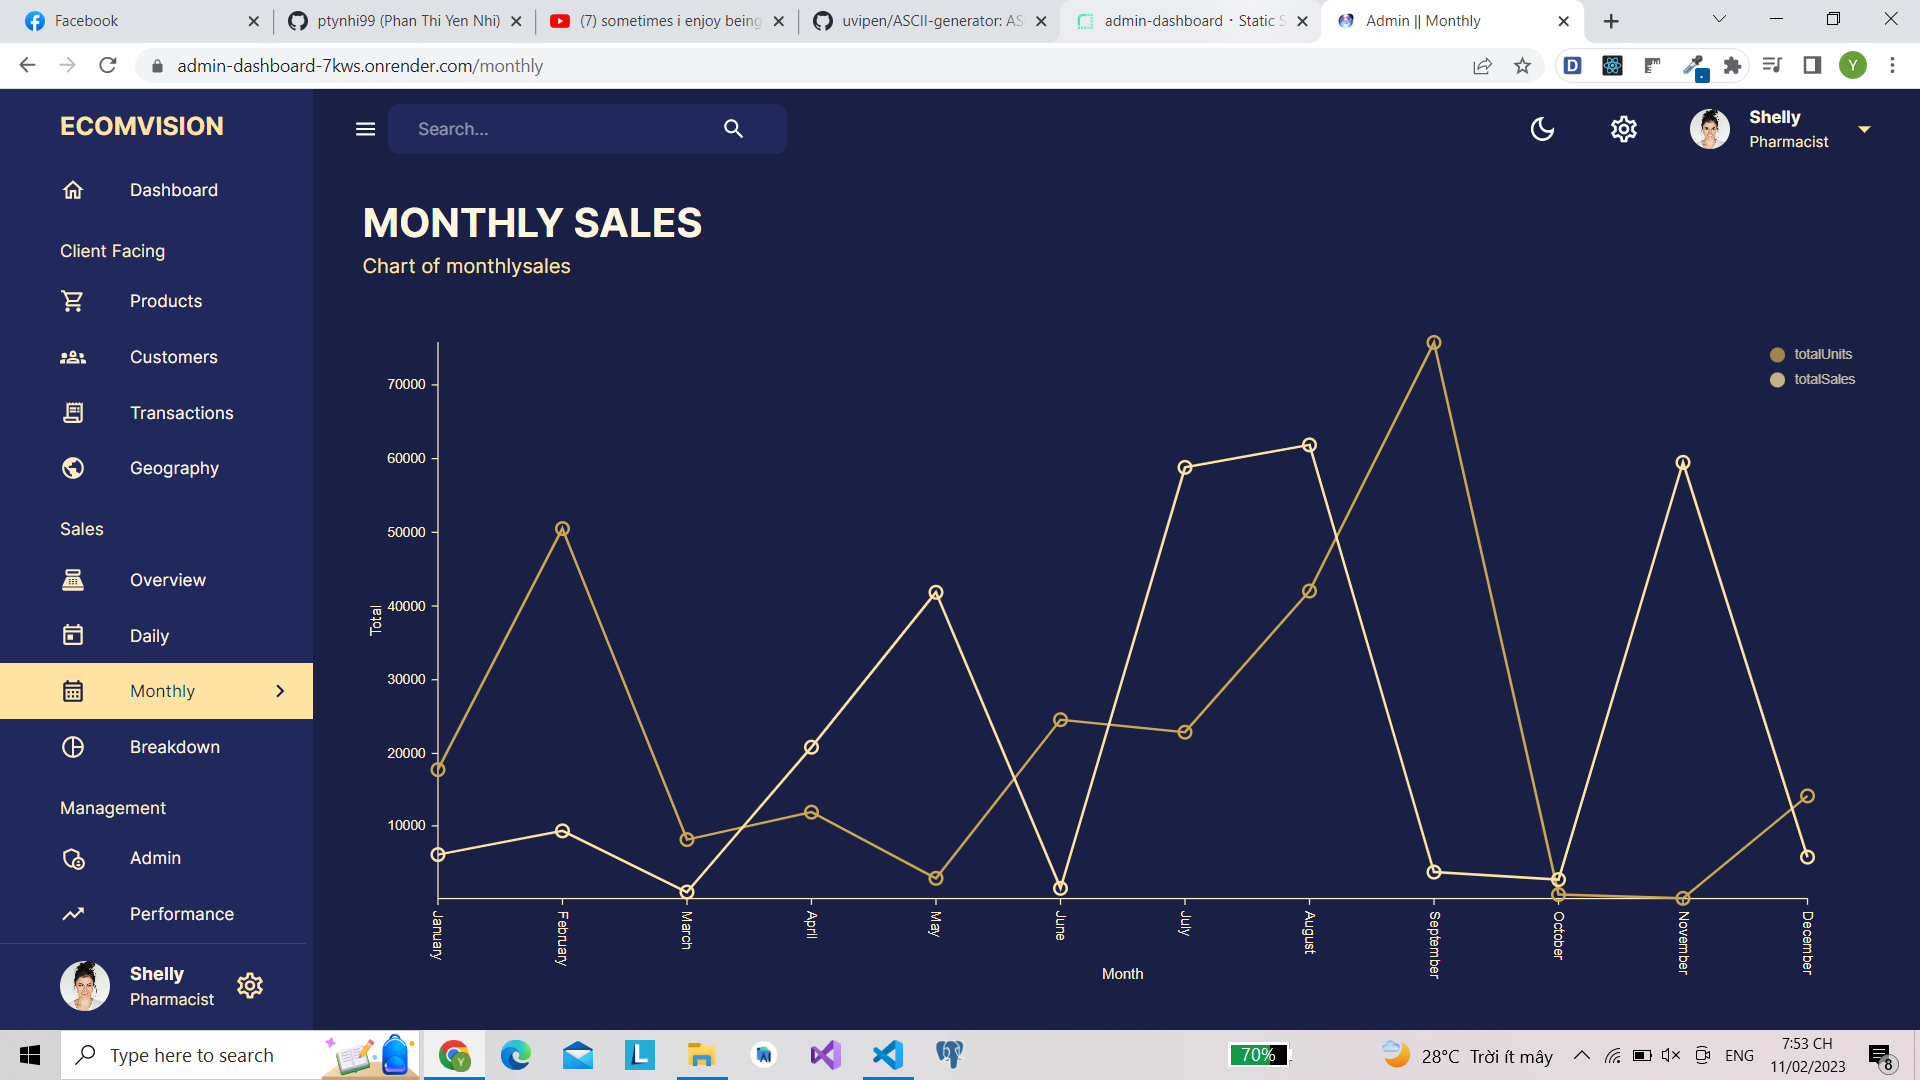 Facebook
ptynhi99 (Phan Thi Yen Nhi)
(7) sometimes i enjoy being
uvipen/ASCII-generator: AS
admin-dashboard · Static S
Admin || Monthly
admin-dashboard-7kws.onrender.com/monthly
Y
ECOMVISION
Search...
Shelly
Pharmacist
Dashboard
Client Facing
Products
Customers
Transactions
Geography
Sales
Overview
Daily
Monthly
Breakdown
Management
Admin
Performance
Shelly
Pharmacist
MONTHLY SALES
Chart of monthlysales
totalUnits
totalSales
70000
60000
50000
40000
30000
20000
10000
Total
January
February
March
April
May
June
July
August
September
October
November
December
Month
Type here to search
70%
28°C Trời ít mây
ENG
7:53 CH
11/02/2023
8